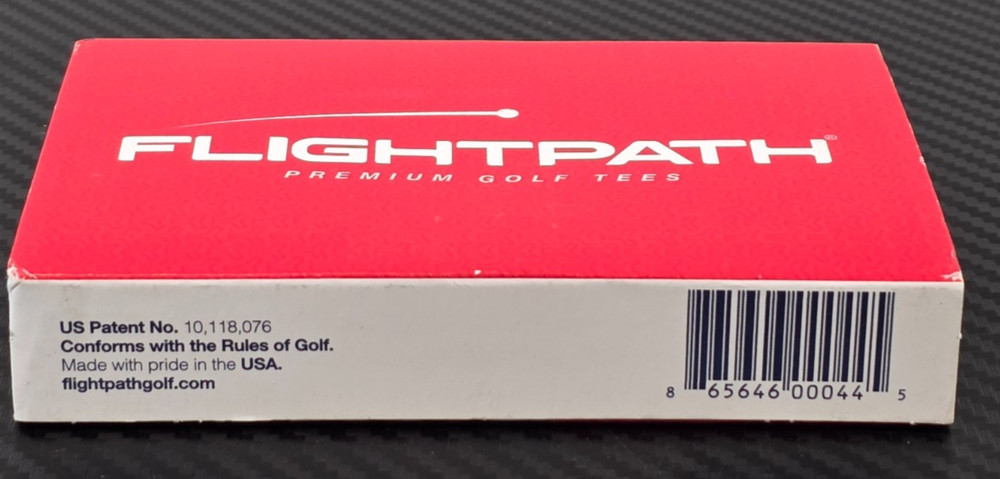 FLIGHTPATH®
PREMIUM GOLF TEES
US Patent No. 10,118,076
Conforms with the Rules of Golf.
Made with pride in the USA.
flightpathgolf.com
8 65646 00044 5